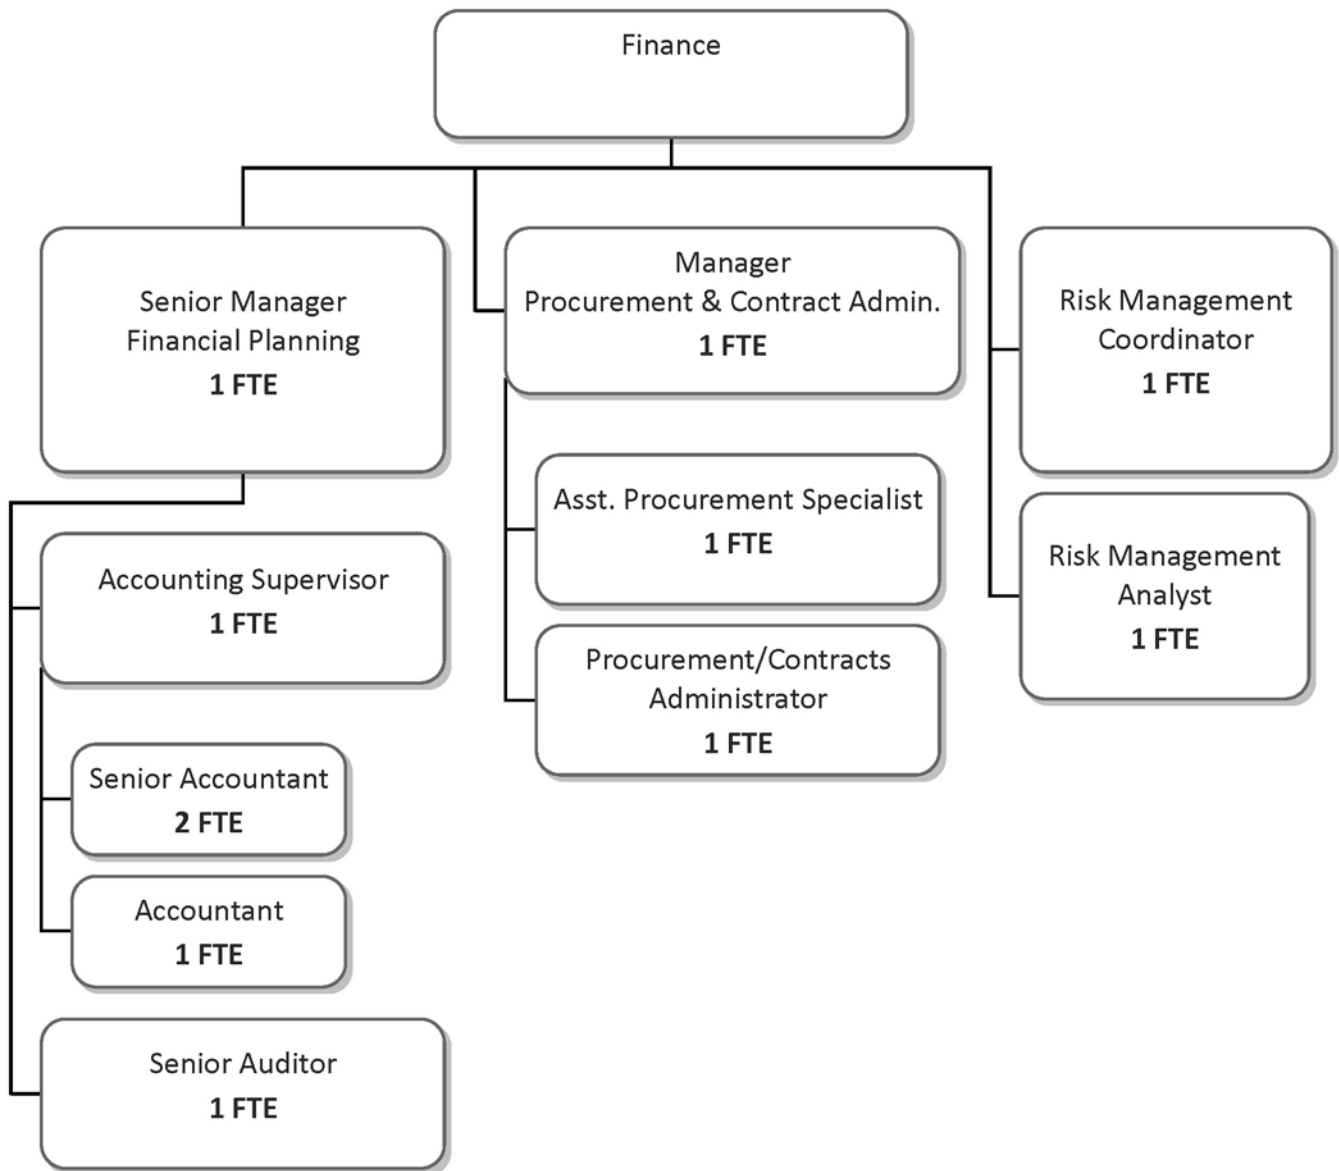 Finance
Senior Manager
Financial Planning
1 FTE
Accounting Supervisor
1 FTE
Senior Accountant
2 FTE
Accountant
1 FTE
Senior Auditor
1 FTE
Manager
Procurement & Contract Admin.
1 FTE
Asst. Procurement Specialist
1 FTE
Procurement/Contracts
Administrator
1 FTE
Risk Management
Coordinator
1 FTE
Risk Management
Analyst
1 FTE